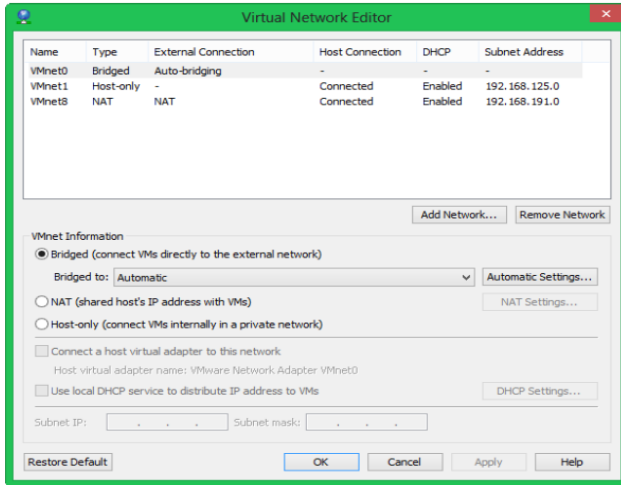 Virtual Network Editor
Name Type External Connection Host Connection DHCP Subnet Address
VMnet0 Bridged Auto-bridging - - -
VMnet1 Host-only - Connected Enabled 192.168.125.0
VMnet8 NAT NAT Connected Enabled 192.168.191.0
Add Network... Remove Network
VMnet Information
Bridged (connect VMs directly to the external network)
Bridged to: Automatic Automatic Settings...
NAT (shared host's IP address with VMs) NAT Settings...
Host-only (connect VMs internally in a private network)
Connect a host virtual adapter to this network
Host virtual adapter name: VMware Network Adapter VMnet0
Use local DHCP service to distribute IP address to VMs DHCP Settings...
Subnet IP: . . . Subnet mask: . . .
Restore Default OK Cancel Apply Help